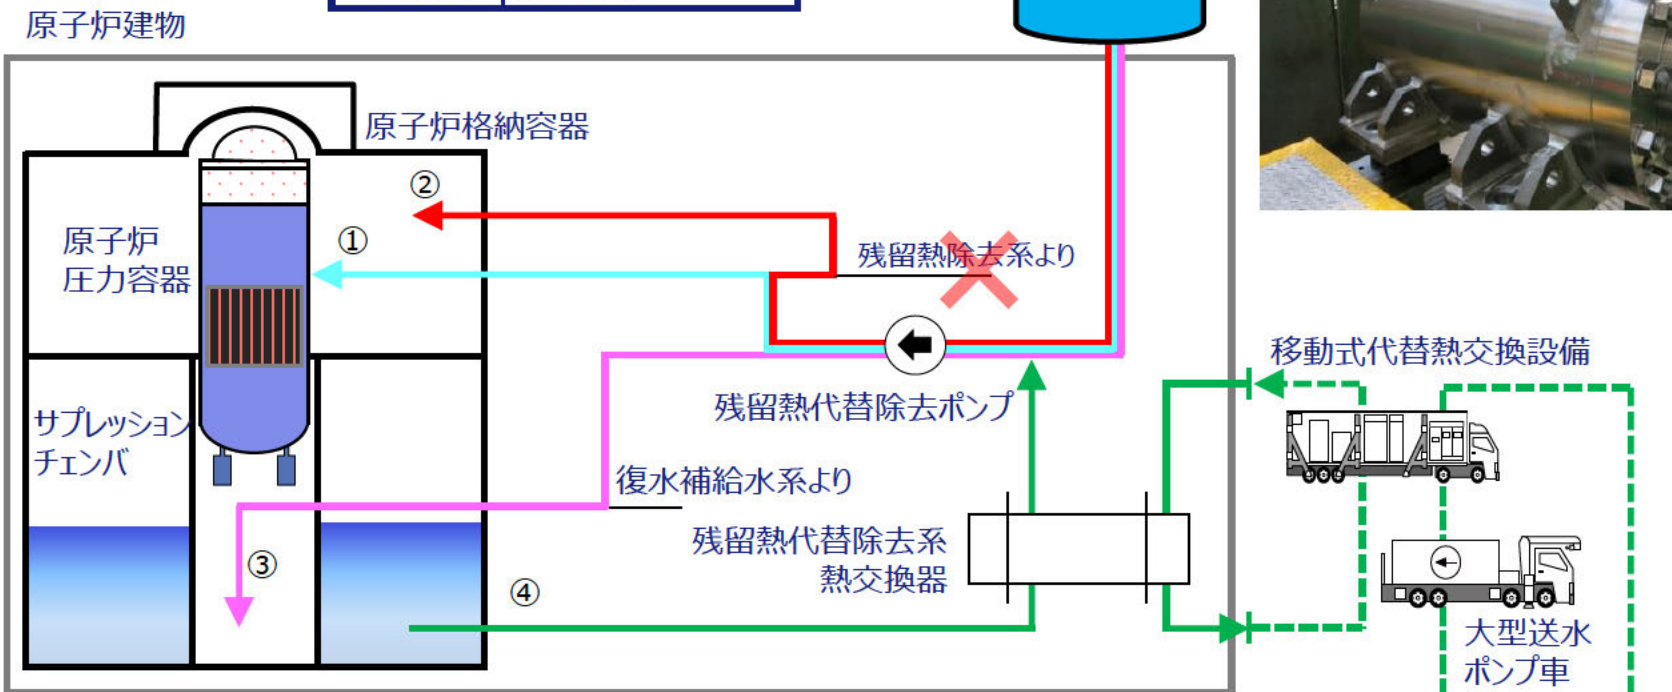 原子炉建物
原子炉格納容器
②
①
原子炉
圧力容器
残留熱除去系より
移動式代替熱交換設備
残留熱代替除去ポンプ
サプレッション
チェンバ
復水補給水系より
残留熱代替除去系
熱交換器
③
④
大型送水
ポンプ車